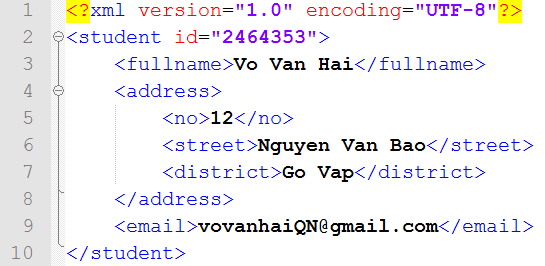 1 <?xml version="1.0" encoding="UTF-8"?>
2 <student id="2464353">
3     <fullname>Vo Van Hai</fullname>
4     <address>
5         <no>12</no>
6         <street>Nguyen Van Bao</street>
7         <district>Go Vap</district>
8     </address>
9     <email>vovanhaiQN@gmail.com</email>
10 </student>